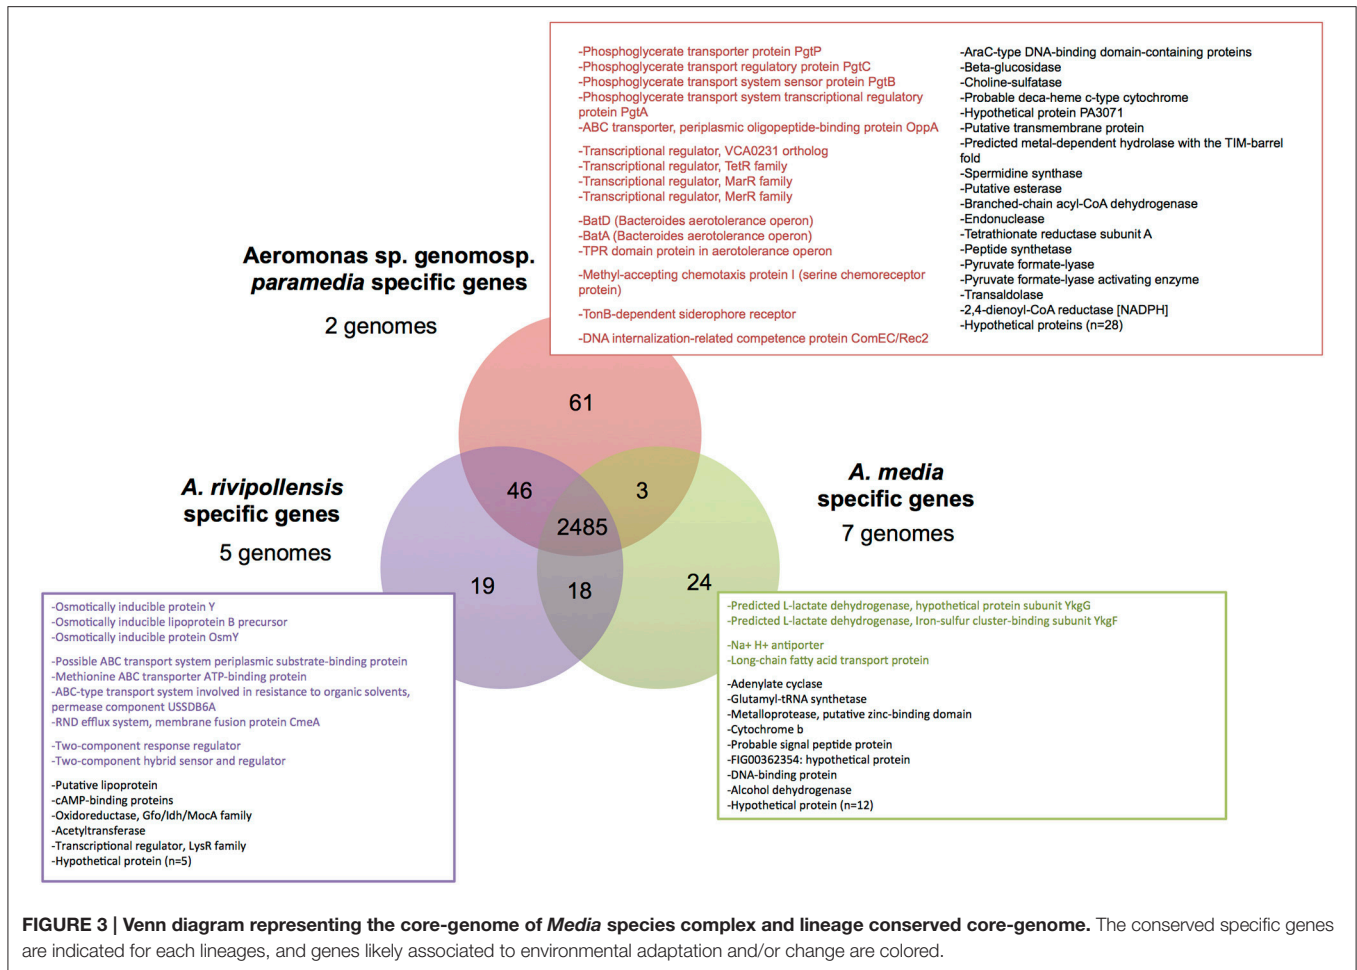 -Phosphoglycerate transporter protein PgtP
-Phosphoglycerate transport regulatory protein PgtC
-Phosphoglycerate transport system sensor protein PgtB
-Phosphoglycerate transport system transcriptional regulatory
protein PgtA
-ABC transporter, periplasmic oligopeptide-binding protein OppA
-Transcriptional regulator, VCA0231 ortholog
-Transcriptional regulator, TetR family
-Transcriptional regulator, MarR family
-Transcriptional regulator, MerR family
-BatD (Bacteroides aerotolerance operon)
-BatA (Bacteroides aerotolerance operon)
-TPR domain protein in aerotolerance operon
-Methyl-accepting chemotaxis protein I (serine chemoreceptor
protein)
-TonB-dependent siderophore receptor
-DNA internalization-related competence protein ComEC/Rec2
-AraC-type DNA-binding domain-containing proteins
-Beta-glucosidase
-Choline-sulfatase
-Probable deca-heme c-type cytochrome
-Hypothetical protein PA3071
-Putative transmembrane protein
-Predicted metal-dependent hydrolase with the TIM-barrel
fold
-Spermidine synthase
-Putative esterase
-Branched-chain acyl-CoA dehydrogenase
-Endonuclease
-Tetrathionate reductase subunit A
-Peptide synthetase
-Pyruvate formate-lyase
-Pyruvate formate-lyase activating enzyme
-Transaldolase
-2,4-dienoyl-CoA reductase [NADPH]
-Hypothetical proteins (n=28)
Aeromonas sp. genomosp.
paramedia specific genes
2 genomes
61
A. rivipollensis
specific genes
5 genomes
46
3
2485
A. media
specific genes
7 genomes
19
18
24
-Osmotically inducible protein Y
-Osmotically inducible lipoprotein B precursor
-Osmotically inducible protein OsmY
-Possible ABC transport system periplasmic substrate-binding protein
-Methionine ABC transporter ATP-binding protein
-ABC-type transport system involved in resistance to organic solvents,
permease component USSDB6A
-RND efflux system, membrane fusion protein CmeA
-Two-component response regulator
-Two-component hybrid sensor and regulator
-Putative lipoprotein
-cAMP-binding proteins
-Oxidoreductase, Gfo/Idh/MocA family
-Acetyltransferase
-Transcriptional regulator, LysR family
-Hypothetical protein (n=5)
-Predicted L-lactate dehydrogenase, hypothetical protein subunit YkgG
-Predicted L-lactate dehydrogenase, Iron-sulfur cluster-binding subunit YkgF
-Na+ H+ antiporter
-Long-chain fatty acid transport protein
-Adenylate cyclase
-Glutamyl-tRNA synthetase
-Metalloprotease, putative zinc-binding domain
-Cytochrome b
-Probable signal peptide protein
-FIG00362354: hypothetical protein
-DNA-binding protein
-Alcohol dehydrogenase
-Hypothetical protein (n=12)
FIGURE 3 | Venn diagram representing the core-genome of Media species complex and lineage conserved core-genome. The conserved specific genes
are indicated for each lineages, and genes likely associated to environmental adaptation and/or change are colored.